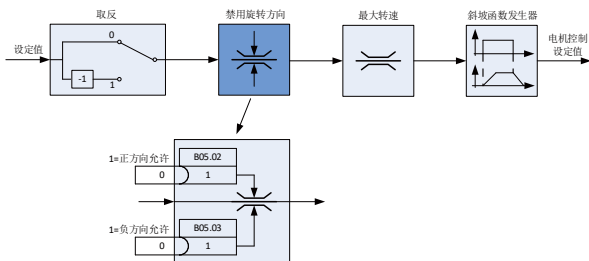 取反
禁用旋转方向
最大转速
斜坡函数发生器
设定值
0
-1
1
电机控制
设定值
1=正方向允许
B05.02
0
1
1=负方向允许
B05.03
0
1